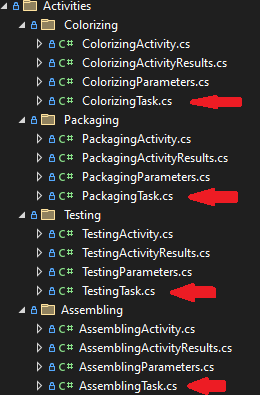 Activities
Colorizing
C# ColorizingActivity.cs
C# ColorizingActivityResults.cs
C# ColorizingParameters.cs
C# ColorizingTask.cs
Packaging
C# PackagingActivity.cs
C# PackagingActivityResults.cs
C# PackagingParameters.cs
C# PackagingTask.cs
Testing
C# TestingActivity.cs
C# TestingActivityResults.cs
C# TestingParameters.cs
C# TestingTask.cs
Assembling
C# AssemblingActivity.cs
C# AssemblingActivityResults.cs
C# AssemblingParameters.cs
C# AssemblingTask.cs